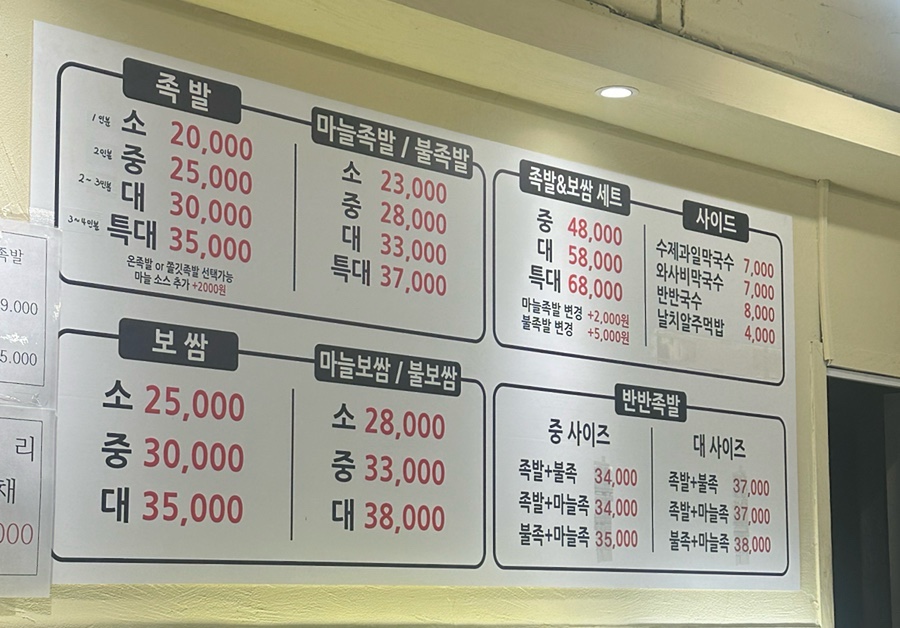 족발
1인분 소 20,000
2인분 중 25,000
2~3인분 대 30,000
3~4인분 특대 35,000
온족발 or 쫄깃족발 선택가능
마늘 소스 추가 +2000원
마늘족발 / 불족발
소 23,000
중 28,000
대 33,000
특대 37,000
족발&보쌈 세트
중 48,000
대 58,000
특대 68,000
마늘족발 변경 +2,000원
불족발 변경 +5,000원
사이드
수제과일막국수 7,000
와사비막국수 7,000
반반국수 8,000
날치알주먹밥 4,000
보쌈
소 25,000
중 30,000
대 35,000
마늘보쌈 / 불보쌈
소 28,000
중 33,000
대 38,000
반반족발
중 사이즈
족발+불족 34,000
족발+마늘족 34,000
불족+마늘족 35,000
대 사이즈
족발+불족 37,000
족발+마늘족 37,000
불족+마늘족 38,000
족발
9.000
5.000
리
채
000